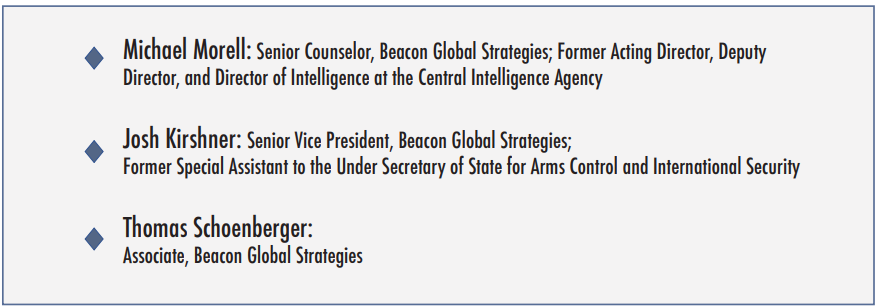 Michael Morell: Senior Counselor, Beacon Global Strategies; Former Acting Director, Deputy
Director, and Director of Intelligence at the Central Intelligence Agency
Josh Kirshner: Senior Vice President, Beacon Global Strategies;
Former Special Assistant to the Under Secretary of State for Arms Control and International Security
Thomas Schoenberger:
Associate, Beacon Global Strategies